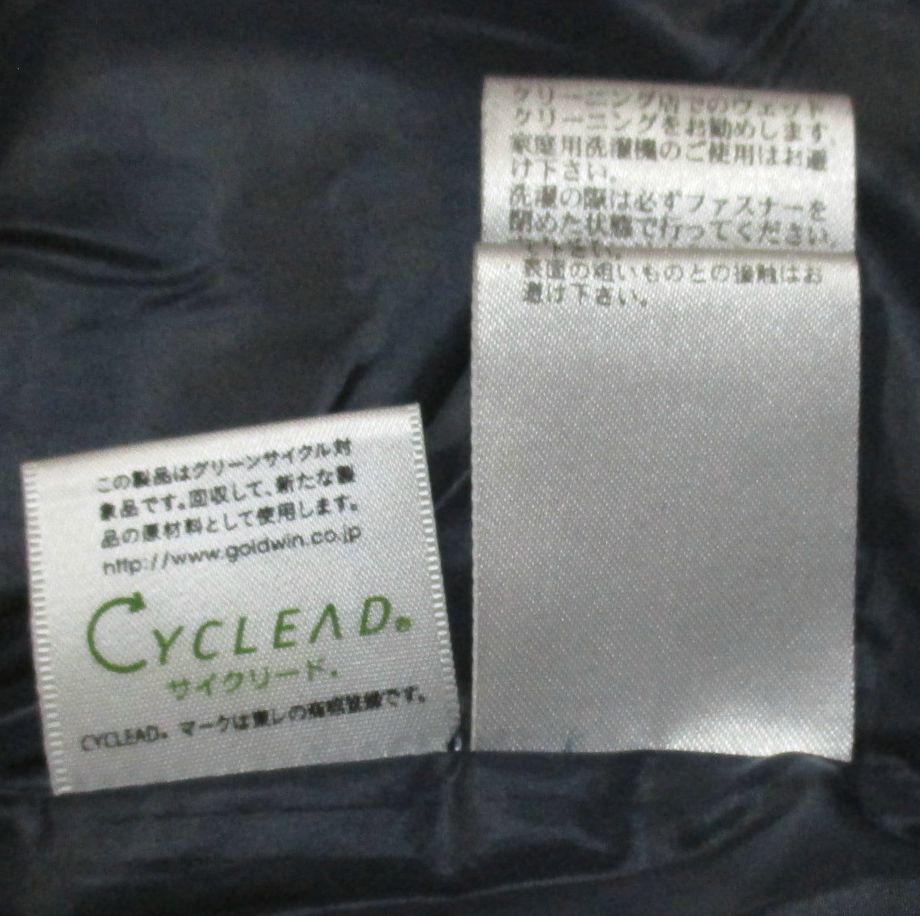 クリーニング店でのウェット
クリーニングをお勧めします。
家庭用洗濯機のご使用はお避
け下さい。
洗濯の際は必ずファスナーを
閉めた状態で行ってください。
下さい。
表面の粗いものとの接触はお
避け下さい。
この製品はグリーンサイクル対
象品です。回収して、新たな製
品の原材料として使用します。
http://www.goldwin.co.jp
CYCLEAD®
サイクリード®
CYCLEAD® マークは東レの商標登録です。